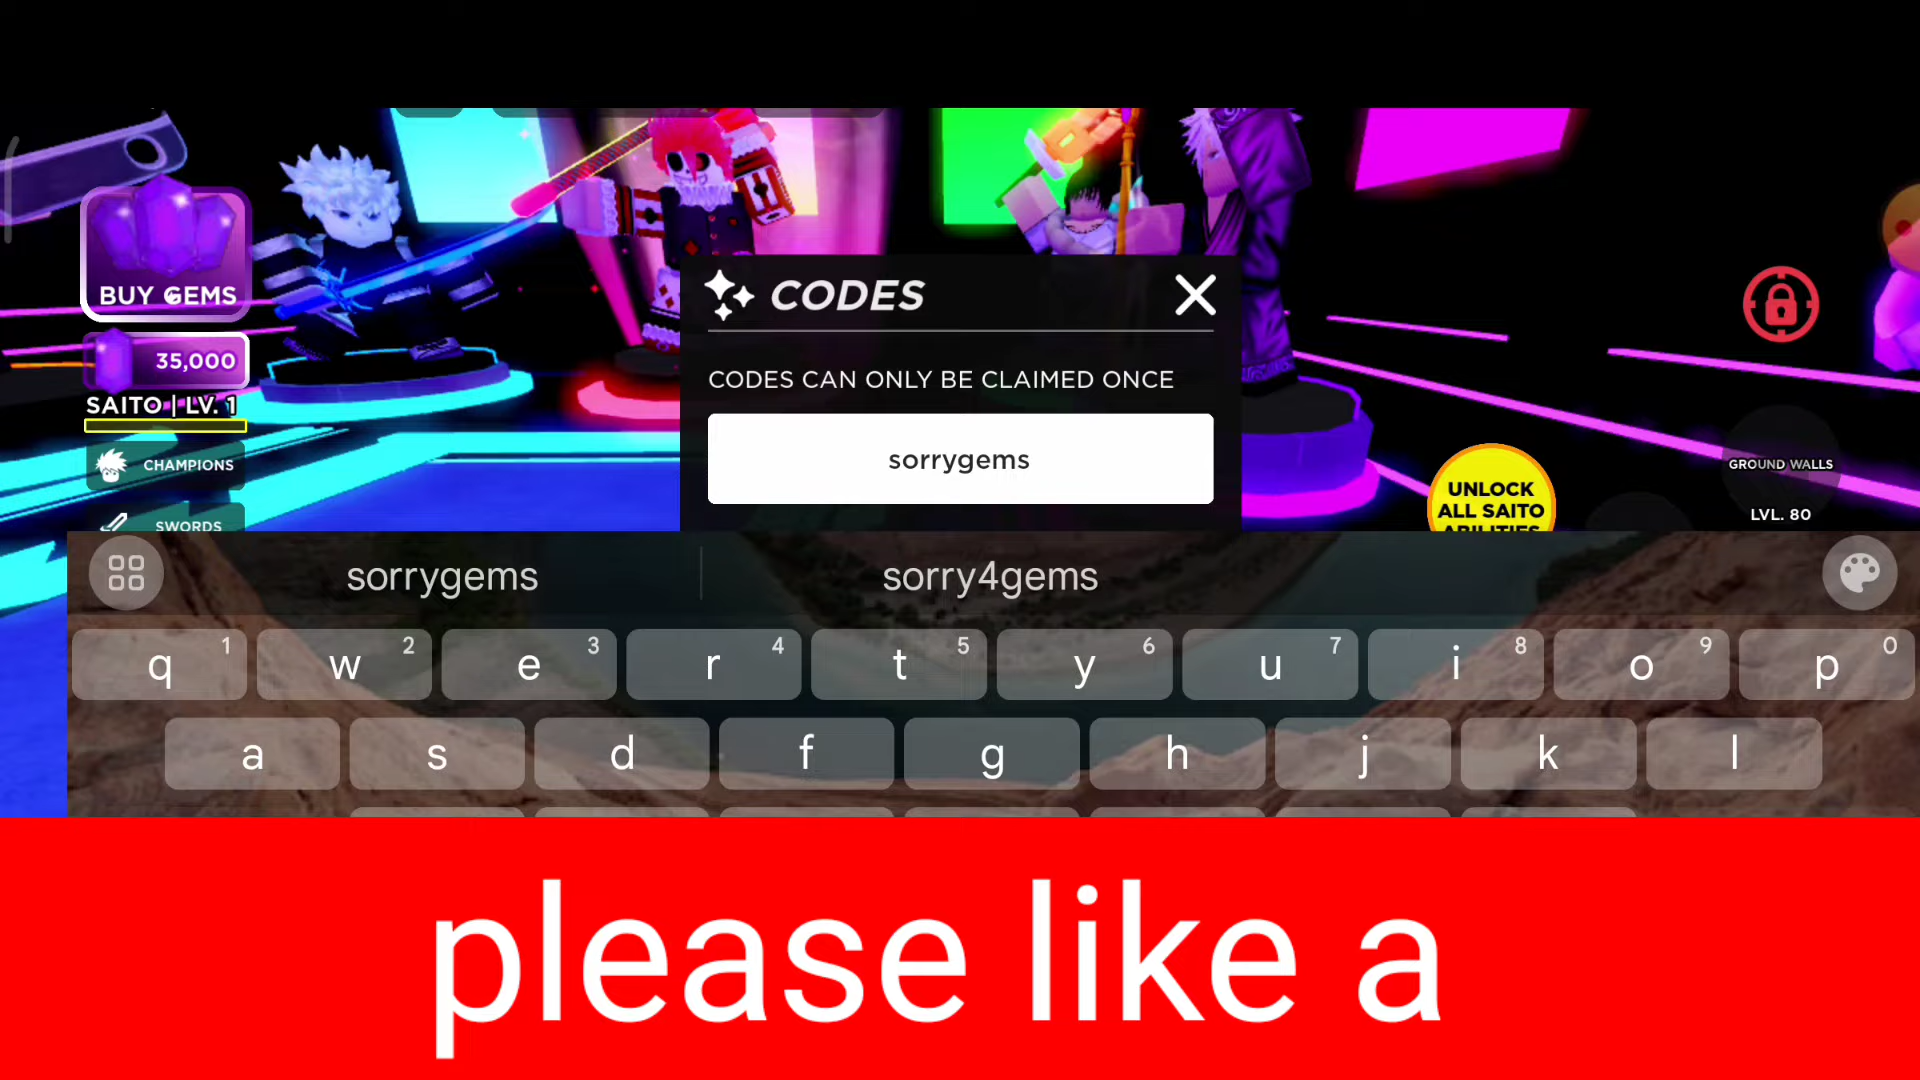 BUY GEMS
35,000
SAITO | LV. 1
CHAMPIONS
SWORDS
CODES
CODES CAN ONLY BE CLAIMED ONCE
sorrygems
UNLOCK
ALL SAITO
ABILITIES
GROUND WALLS
LVL. 80
sorrygems
sorry4gems
q 1 w 2 e 3 r 4 t 5 y 6 u 7 i 8 o 9 p 0
a s d f g h j k l
please like a